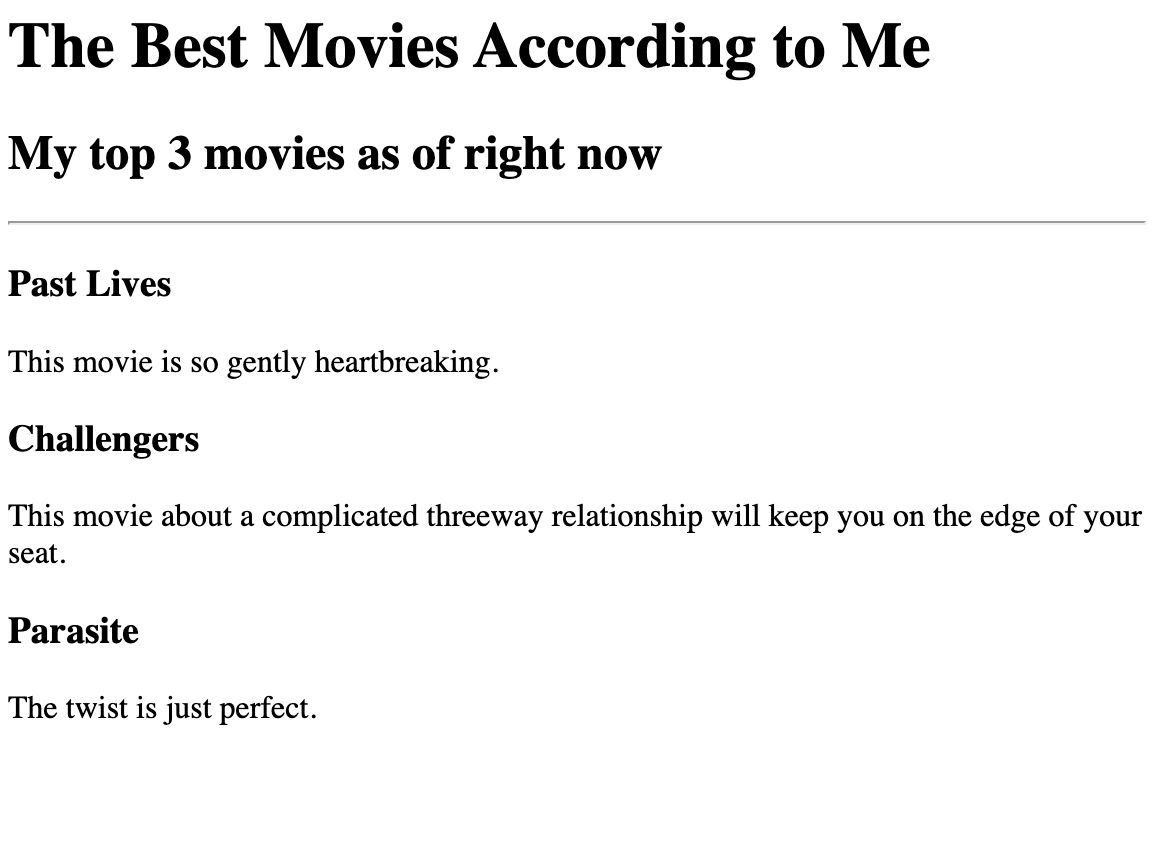 The Best Movies According to Me
My top 3 movies as of right now
Past Lives
This movie is so gently heartbreaking.
Challengers
This movie about a complicated threeway relationship will keep you on the edge of your
seat.
Parasite
The twist is just perfect.